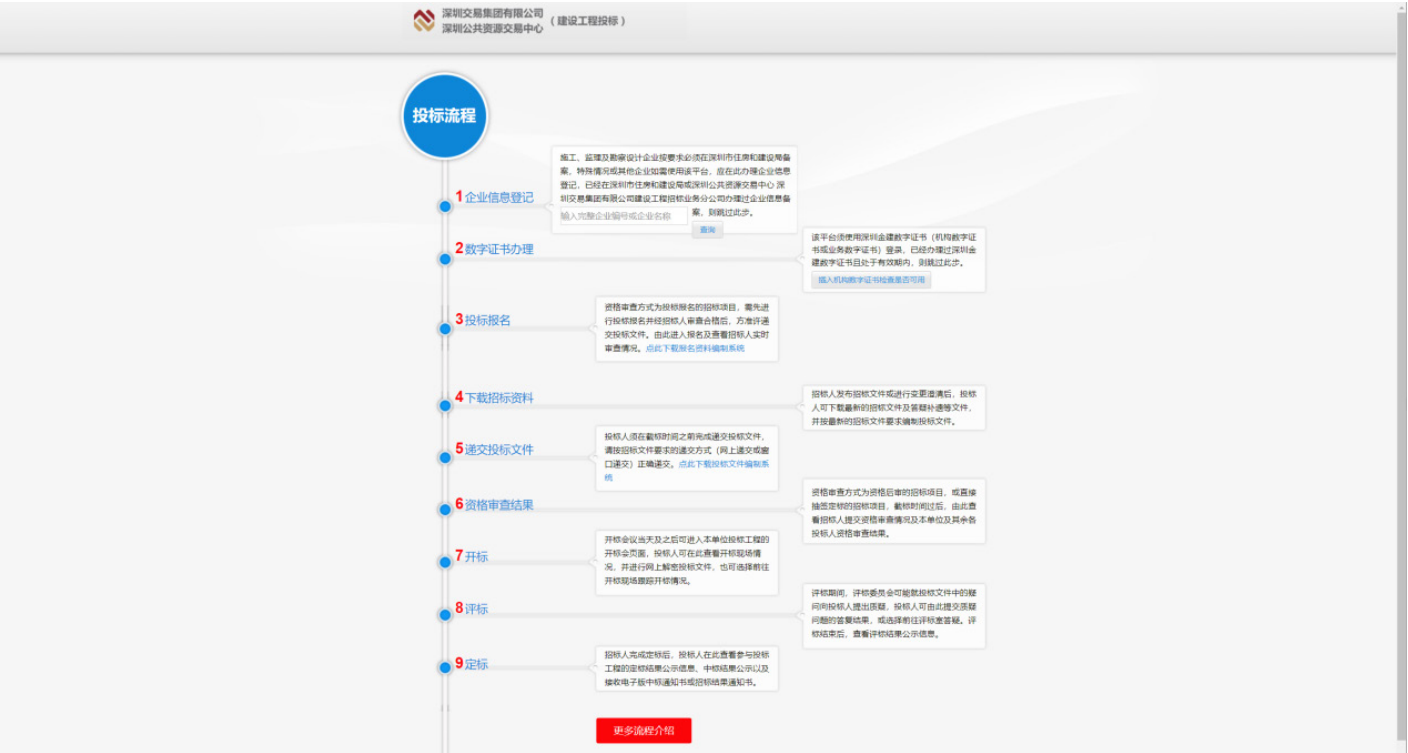 深圳交易集团有限公司
深圳公共资源交易中心
（建设工程投标）
投标流程
1 企业信息登记
施工、监理及勘察设计企业按要求必须在深圳市住房和建设局备
案，特殊情况或其他企业如需使用该平台，应在此办理企业信息
登记，已经在深圳市住房和建设局或深圳公共资源交易中心 深
圳交易集团有限公司建设工程招标业务分公司办理过企业信息备
输入完整企业编号或企业名称 案，则跳过此步。
查询
2 数字证书办理
该平台须使用深圳金建数字证书（机构数字证
书或业务数字证书）登录，已经办理过深圳金
建数字证书且处于有效期内，则跳过此步。
插入机构数字证书检查是否可用
3 投标报名
资格审查方式为投标报名的招标项目，需先进
行投标报名并经招标人审查合格后，方准许递
交投标文件。由此进入报名及查看招标人实时
审查情况。点此下载报名资料编制系统
4 下载招标资料
招标人发布招标文件或进行变更澄清后，投标
人可下载最新的招标文件及答疑补遗等文件，
并按最新的招标文件要求编制投标文件。
5 递交投标文件
投标人须在截标时间之前完成递交投标文件，
请按招标文件要求的递交方式（网上递交或窗
口递交）正确递交。点此下载投标文件编制系
统
6 资格审查结果
资格审查方式为资格后审的招标项目，或直接
抽签定标的招标项目，截标时间过后，由此查
看招标人提交资格审查情况及本单位及其余各
投标人资格审查结果。
7 开标
开标会议当天及之后可进入本单位投标工程的
开标会页面，投标人可在此查看开标现场情
况，并进行网上解密投标文件，也可选择前往
开标现场跟踪开标情况。
8 评标
评标期间，评标委员会可能就投标文件中的疑
问向投标人提出质疑，投标人可由此提交质疑
问题的答复结果，或选择前往评标室答疑。评
标结束后，查看评标结果公示信息。
9 定标
招标人完成定标后，投标人在此查看参与投标
工程的定标结果公示信息、中标结果公示以及
接收电子版中标通知书或招标结果通知书。
更多流程介绍